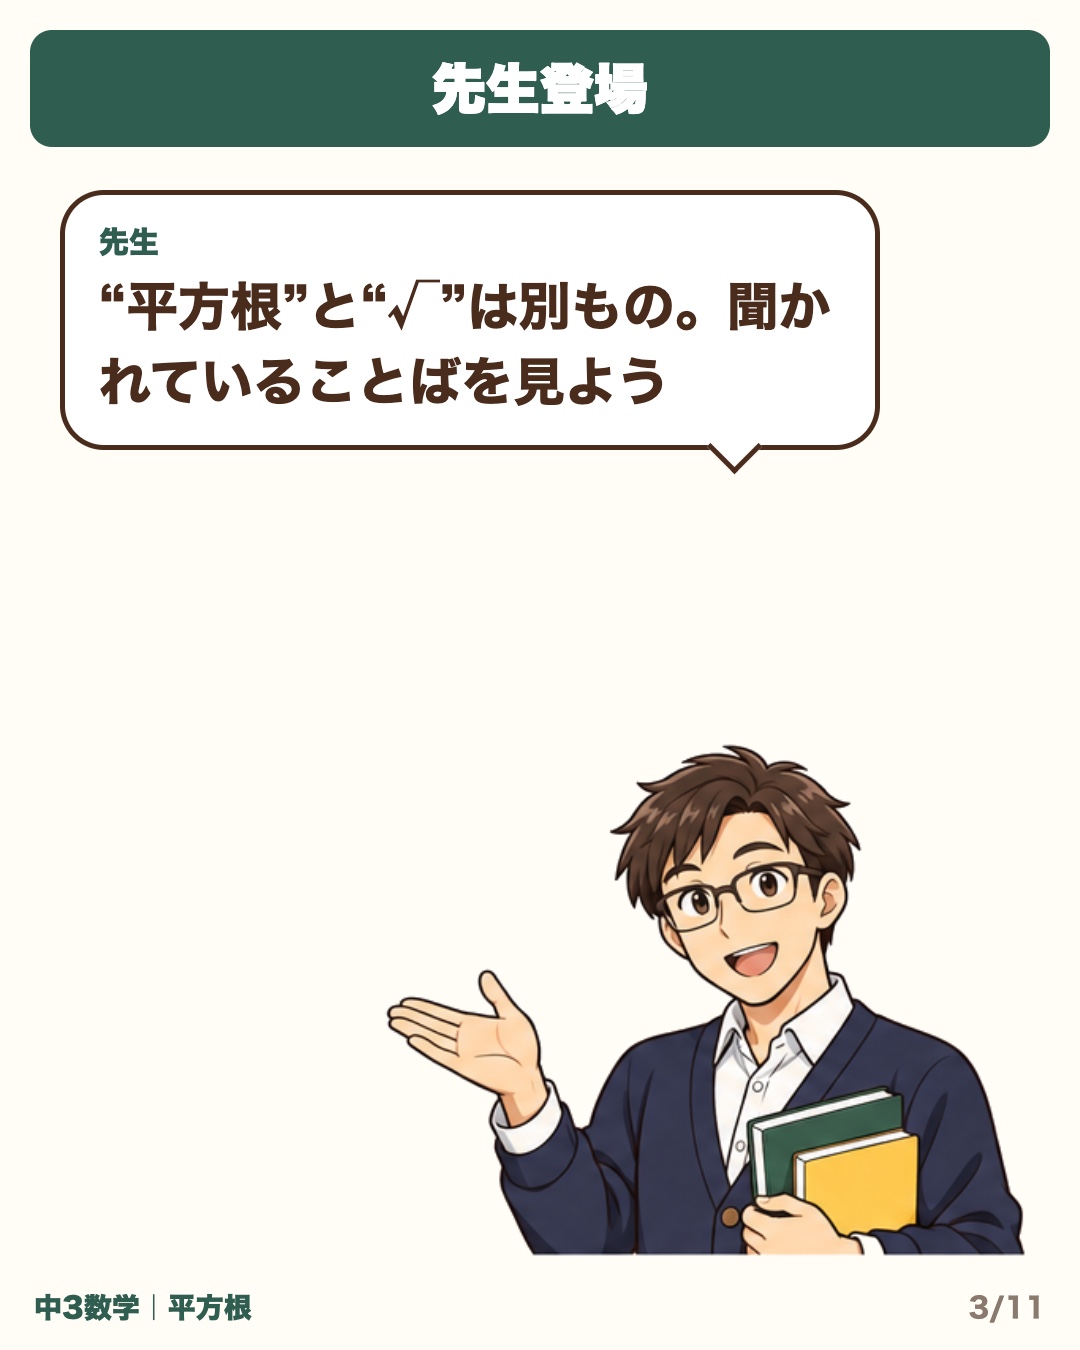 先生登場
先生
“平方根”と“√‾”は別もの。聞か
れていることばを見よう
中3数学｜平方根
3/11